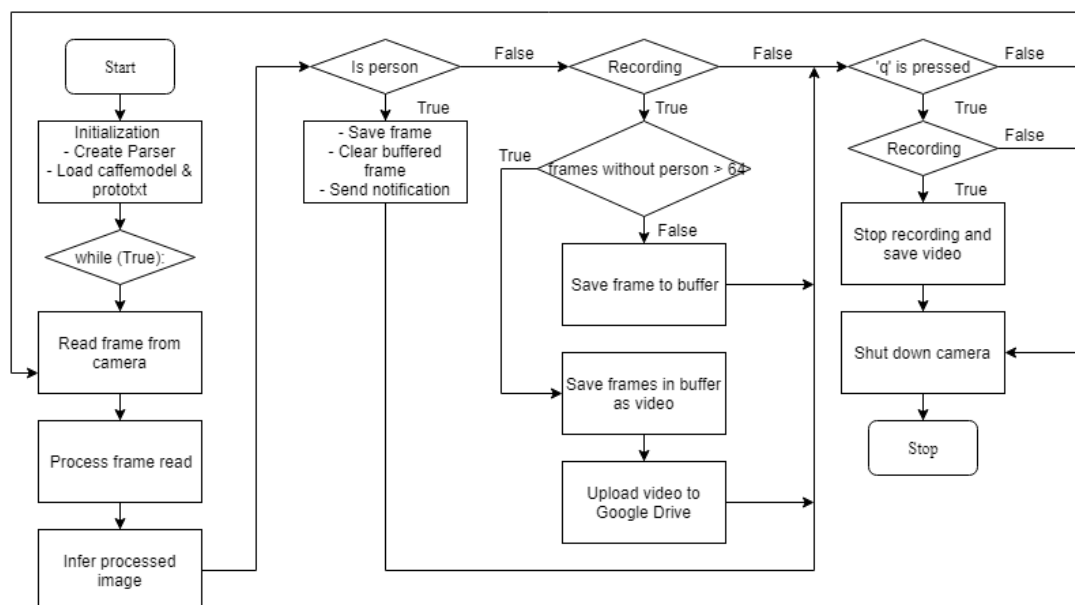 Start
Initialization
- Create Parser
- Load caffemodel &
prototxt
while (True):
Read frame from
camera
Process frame read
Infer processed
image
Is person
False
True
- Save frame
- Clear buffered
frame
- Send notification
Recording
False
True
frames without person > 64
True
False
Save frame to buffer
Save frames in buffer
as video
Upload video to
Google Drive
'q' is pressed
False
True
Recording
False
True
Stop recording and
save video
Shut down camera
Stop